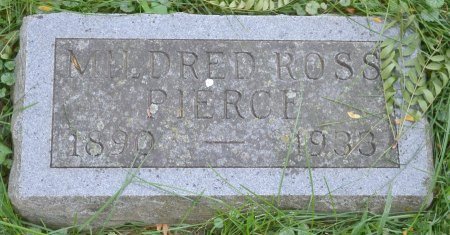 MILDRED ROSS
PIERCE
1890 — 1933